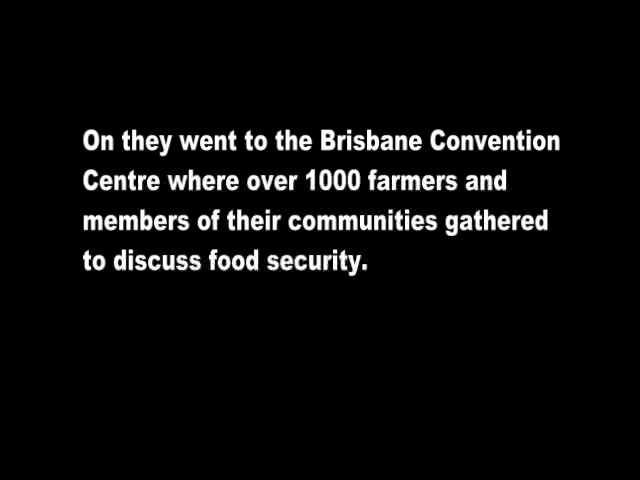 On they went to the Brisbane Convention
Centre where over 1000 farmers and
members of their communities gathered
to discuss food security.